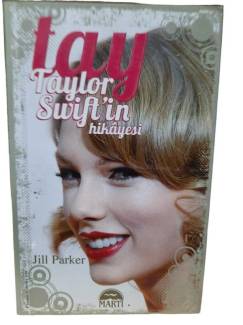 tay
Taylor
Swift'in
hikâyesi
Jill Parker
MARTI